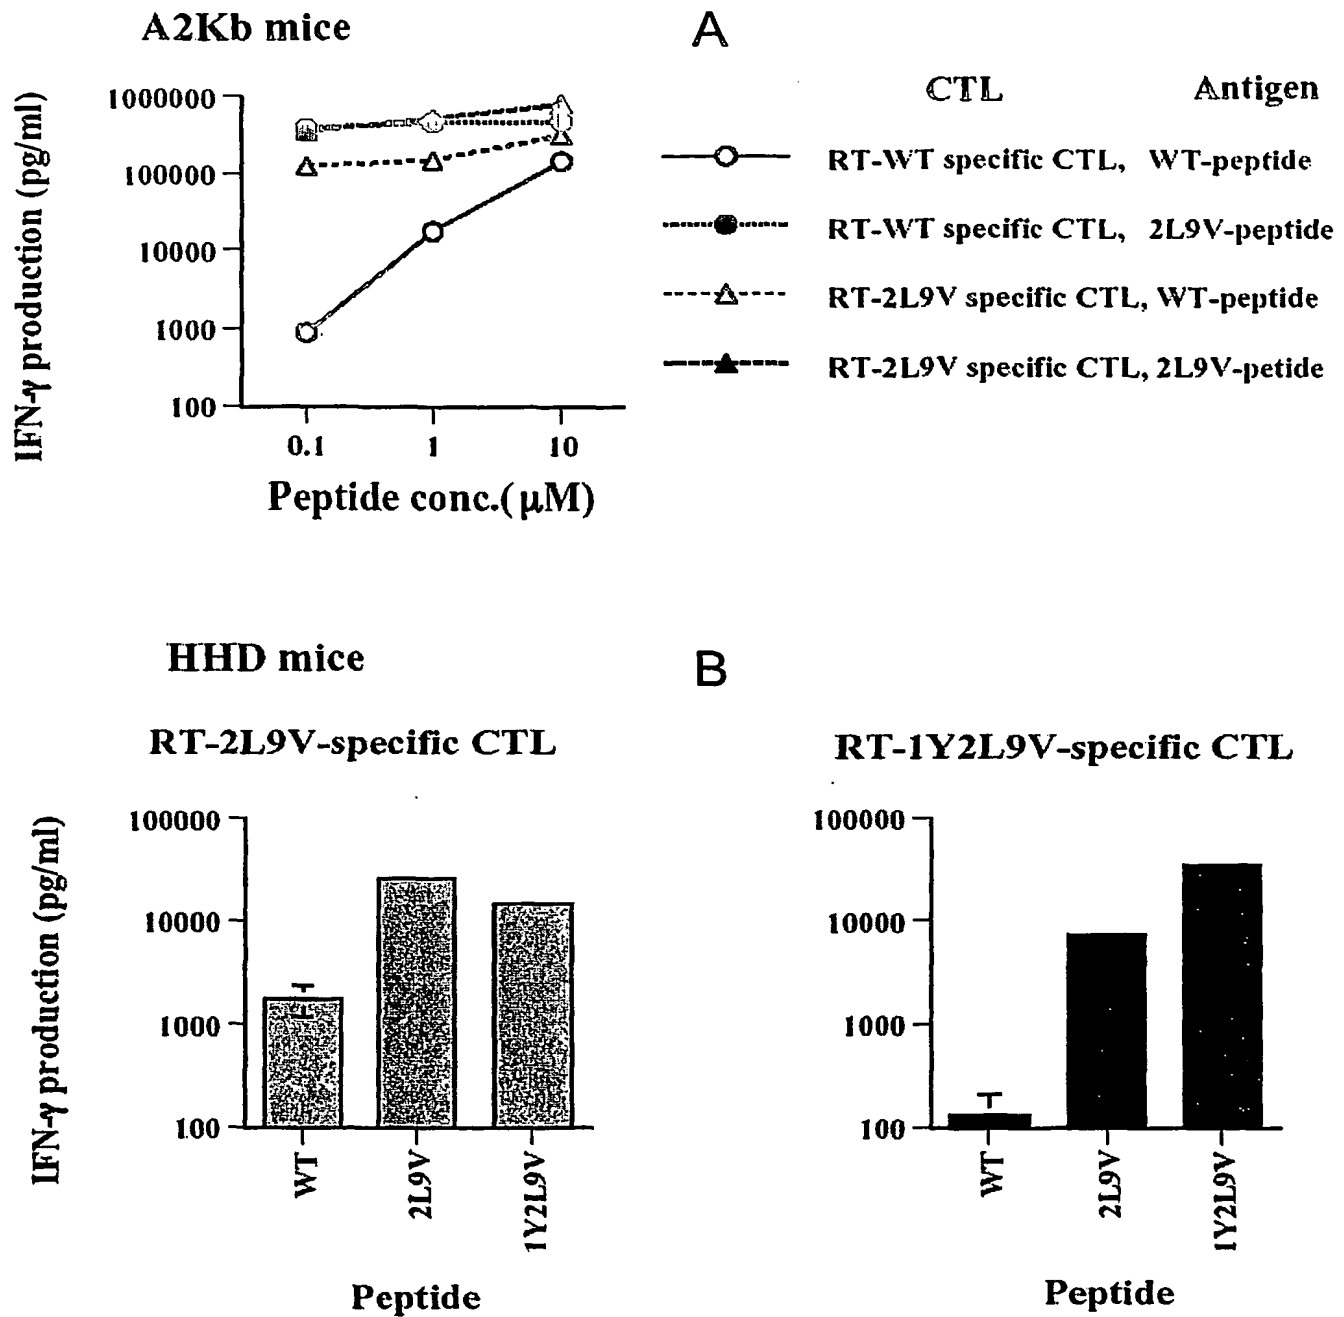 A2Kb mice
A
CTL Antigen
RT-WT specific CTL, WT-peptide
RT-WT specific CTL, 2L9V-peptide
RT-2L9V specific CTL, WT-peptide
RT-2L9V specific CTL, 2L9V-petide
IFN-γ production (pg/ml)
1000000
100000
10000
1000
100
0.1 1 10
Peptide conc.(μM)
HHD mice
B
RT-2L9V-specific CTL
IFN-γ production (pg/ml)
100000
10000
1000
100
WT 2L9V 1Y2L9V
Peptide
RT-1Y2L9V-specific CTL
100000
10000
1000
100
WT 2L9V 1Y2L9V
Peptide